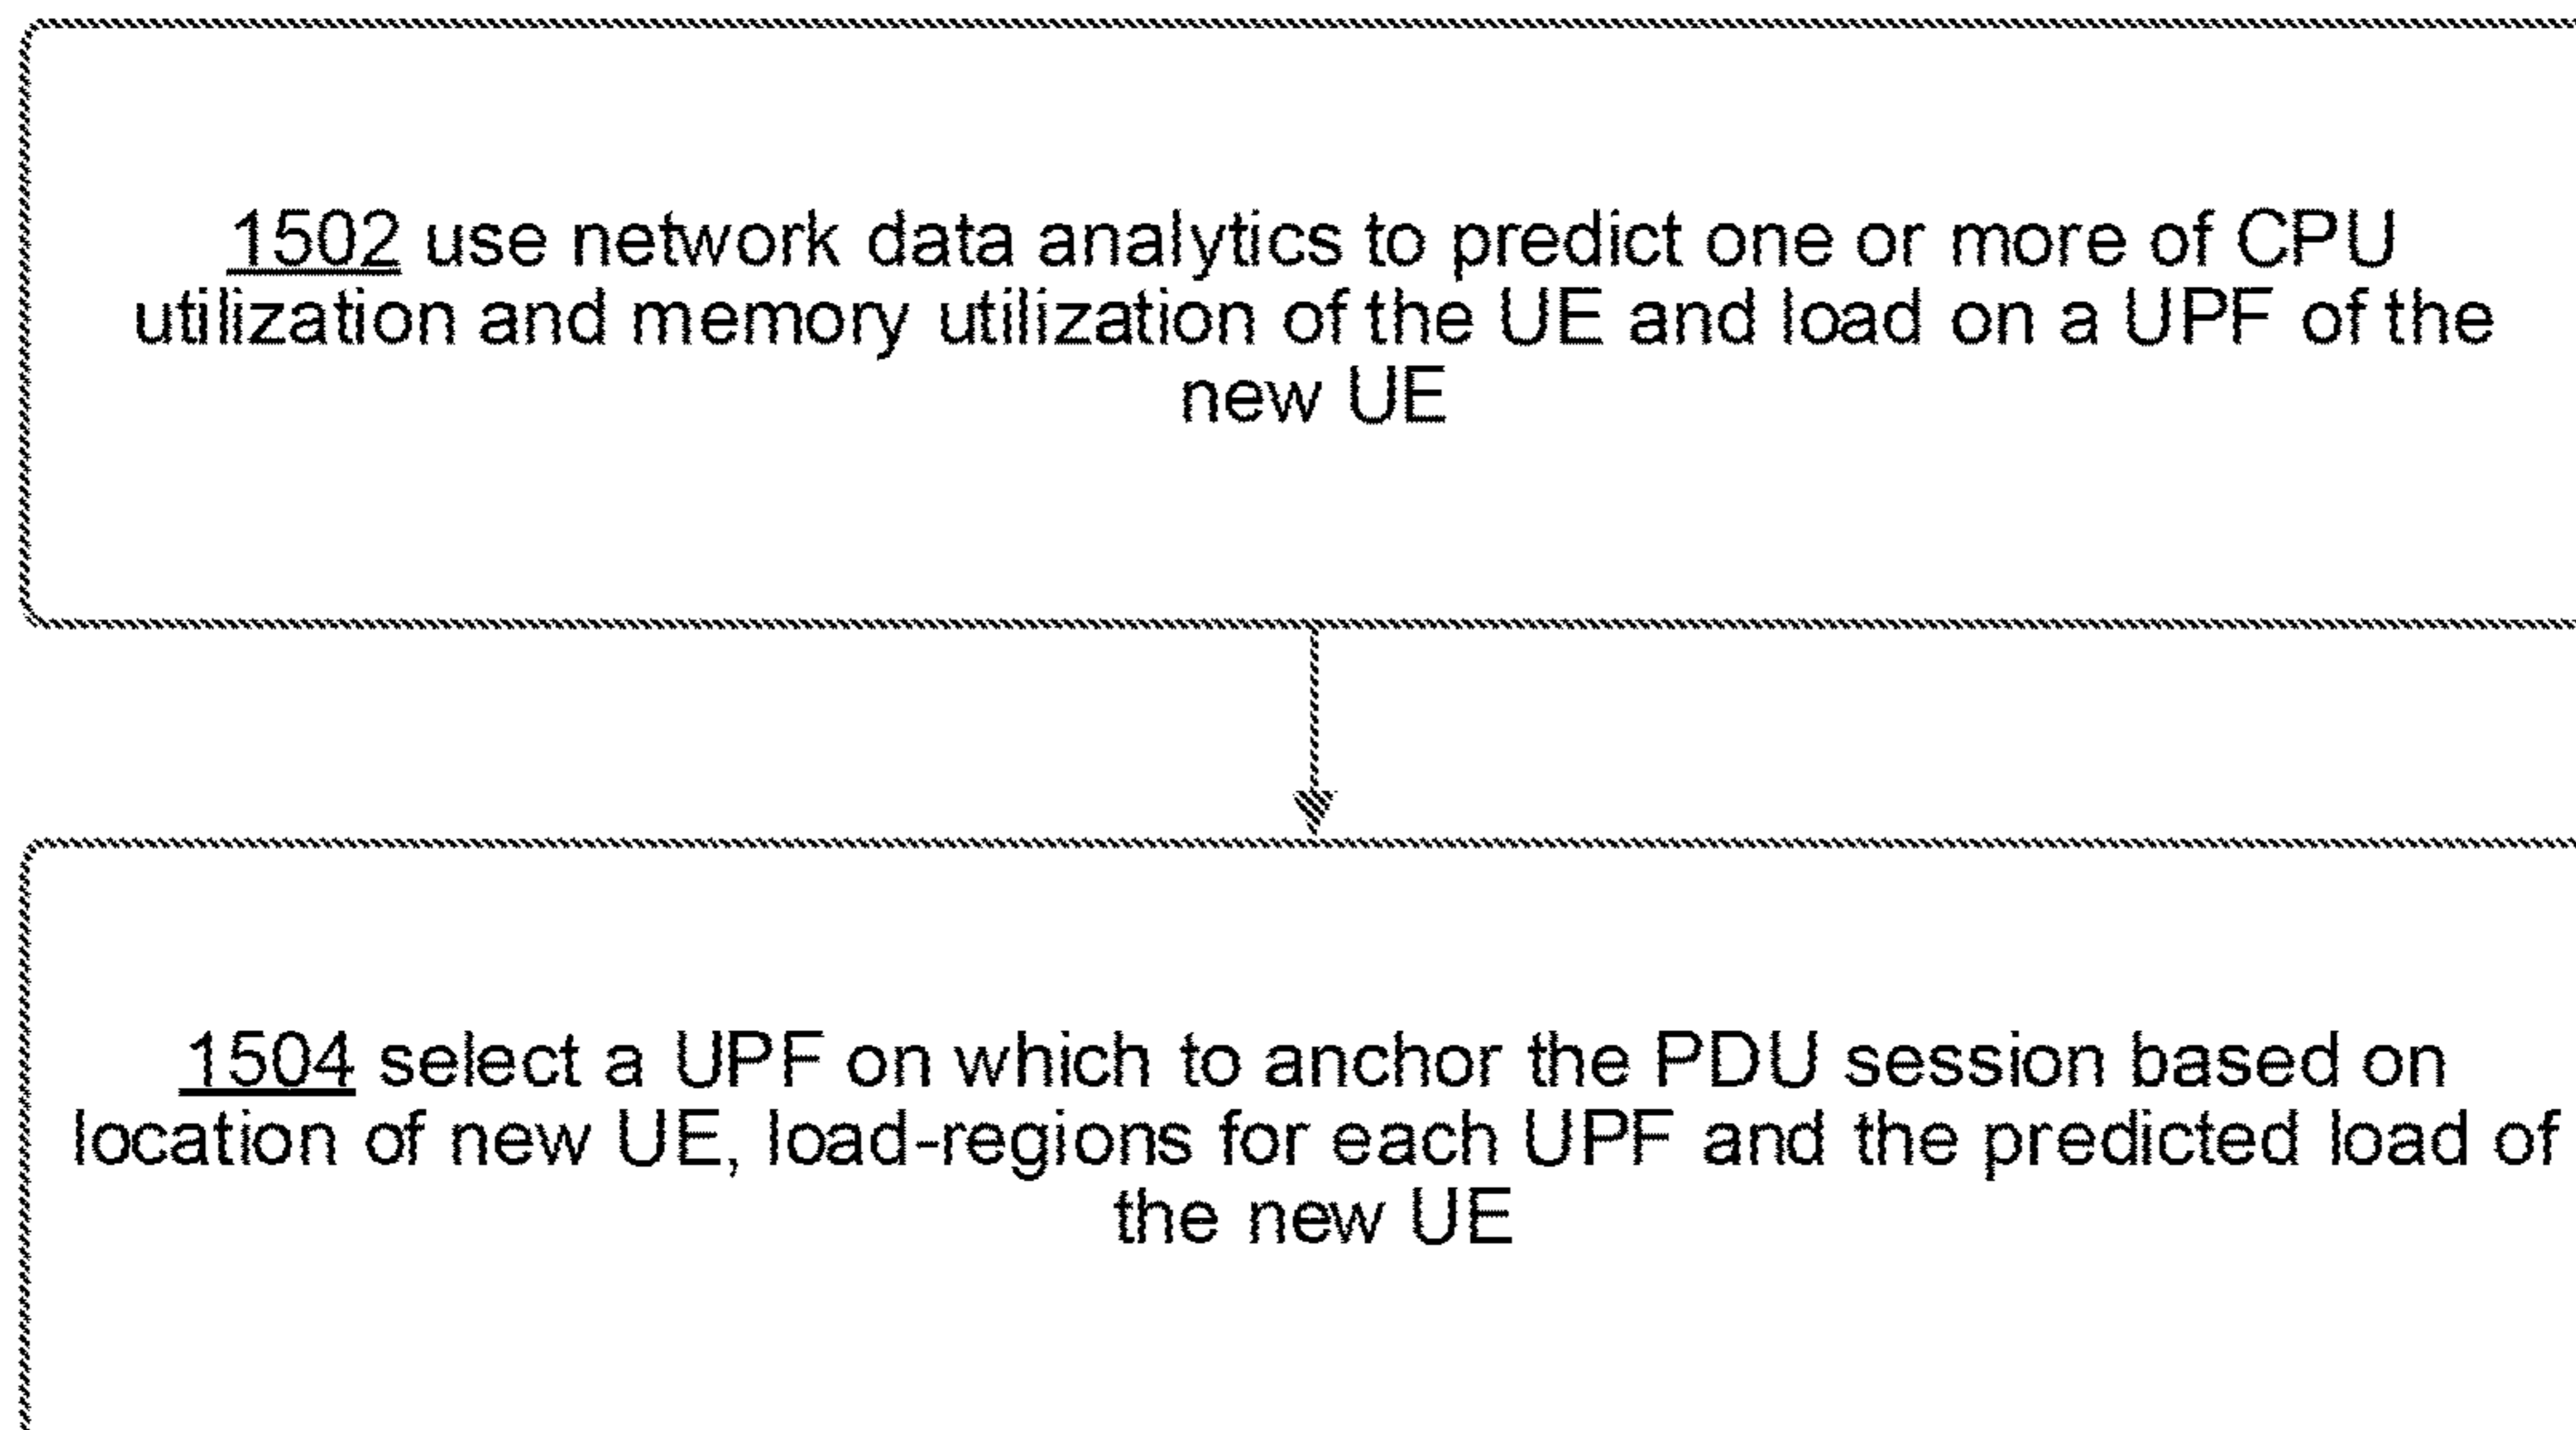 1502 use network data analytics to predict one or more of CPU
utilization and memory utilization of the UE and load on a UPF of the
new UE
1504 select a UPF on which to anchor the PDU session based on
location of new UE, load-regions for each UPF and the predicted load of
the new UE